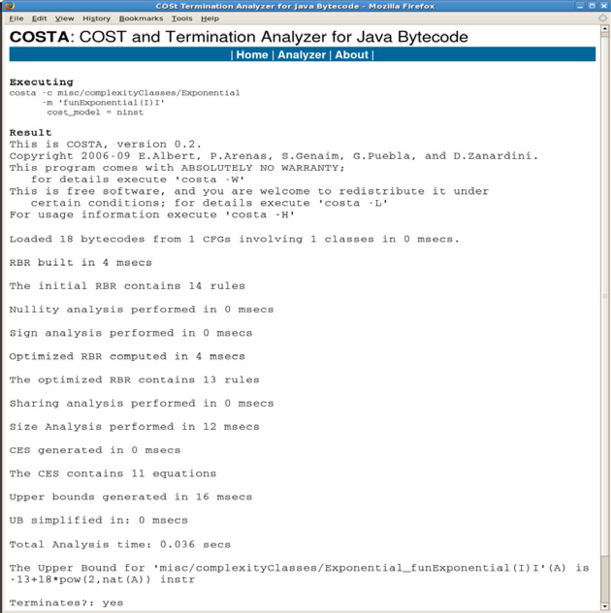 COSt Termination Analyzer for Java Bytecode - Mozilla Firefox
File Edit View History Bookmarks Tools Help
COSTA: COST and Termination Analyzer for Java Bytecode
| Home | Analyzer | About |
Executing
costa -c misc/complexityClasses/Exponential
-m 'funExponential(I)I'
cost_model = ninst
Result
This is COSTA, version 0.2.
Copyright 2006-09 E.Albert, P.Arenas, S.Genaim, G.Puebla, and D.Zanardini.
This program comes with ABSOLUTELY NO WARRANTY;
for details execute 'costa -W'
This is free software, and you are welcome to redistribute it under
certain conditions; for details execute 'costa -L'
For usage information execute 'costa -H'
Loaded 18 bytecodes from 1 CFGs involving 1 classes in 0 msecs.
RBR built in 4 msecs
The initial RBR contains 14 rules
Nullity analysis performed in 0 msecs
Sign analysis performed in 0 msecs
Optimized RBR computed in 4 msecs
The optimized RBR contains 13 rules
Sharing analysis performed in 0 msecs
Size Analysis performed in 12 msecs
CES generated in 0 msecs
The CES contains 11 equations
Upper bounds generated in 16 msecs
UB simplified in: 0 msecs
Total Analysis time: 0.036 secs
The Upper Bound for 'misc/complexityClasses/Exponential_funExponential(I)I'(A) is
-13+18*pow(2,nat(A)) instr
Terminates?: yes